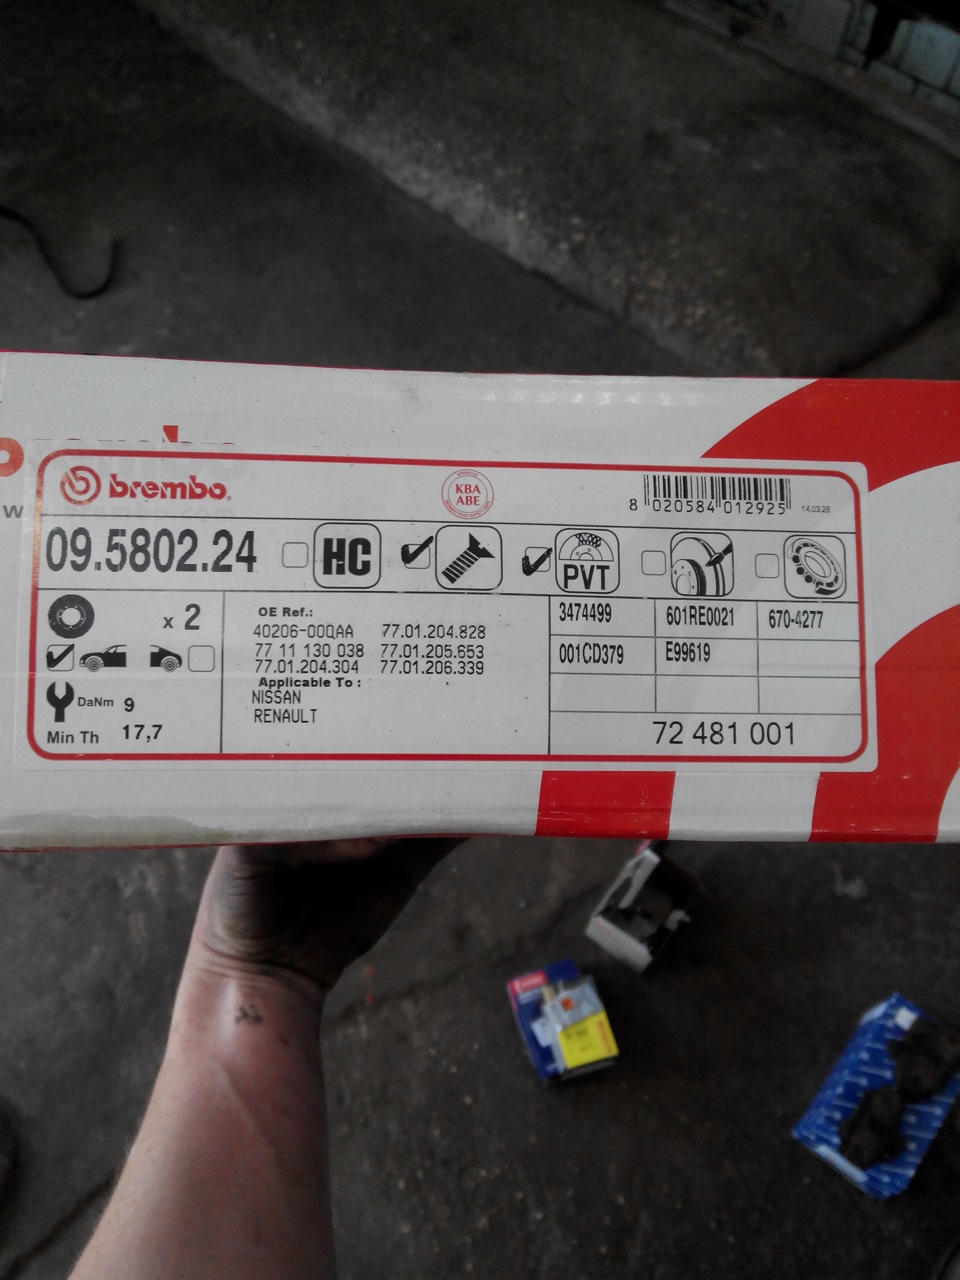 brembo
KBA
ABE
8 020584 012925
14.03.26
09.5802.24
HC
PVT
x 2
DaNm 9
Min Th 17,7
OE Ref.:
40206-00QAA 77.01.204.828
77 11 130 038 77.01.205.653
77.01.204.304 77.01.206.339
Applicable To :
NISSAN
RENAULT
3474499 601RE0021 670-4277
001CD379 E99619
72 481 001